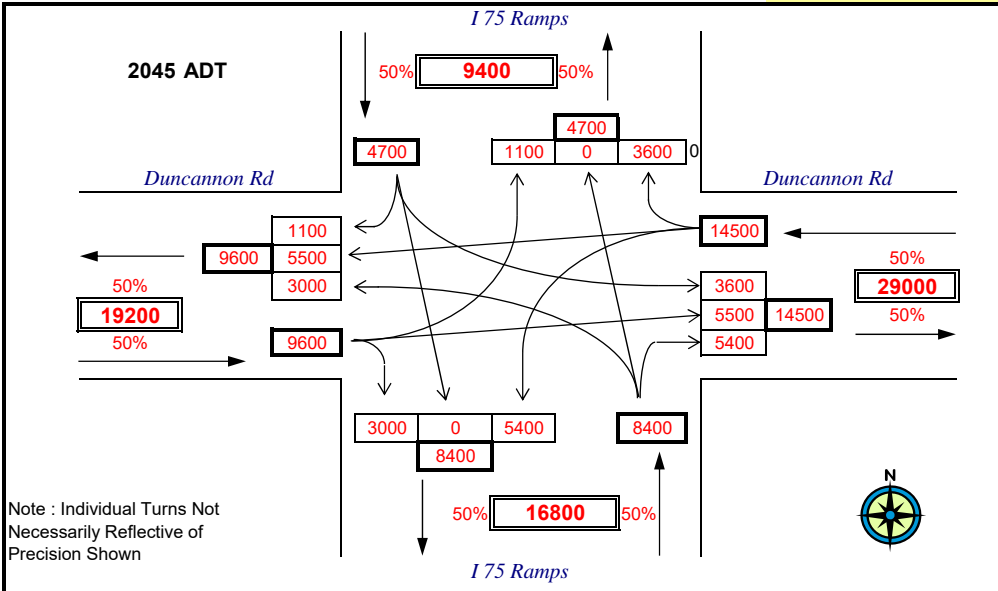 I 75 Ramps
2045 ADT
50% 9400 50%
4700
4700
1100 0 3600 0
Duncannon Rd
Duncannon Rd
1100
14500
9600 5500
50%
3000
3600
29000
50%
5500 14500
19200
50%
50%
9600
5400
3000 0 5400
8400
8400
N
50% 16800 50%
Note : Individual Turns Not
Necessarily Reflective of
Precision Shown
I 75 Ramps